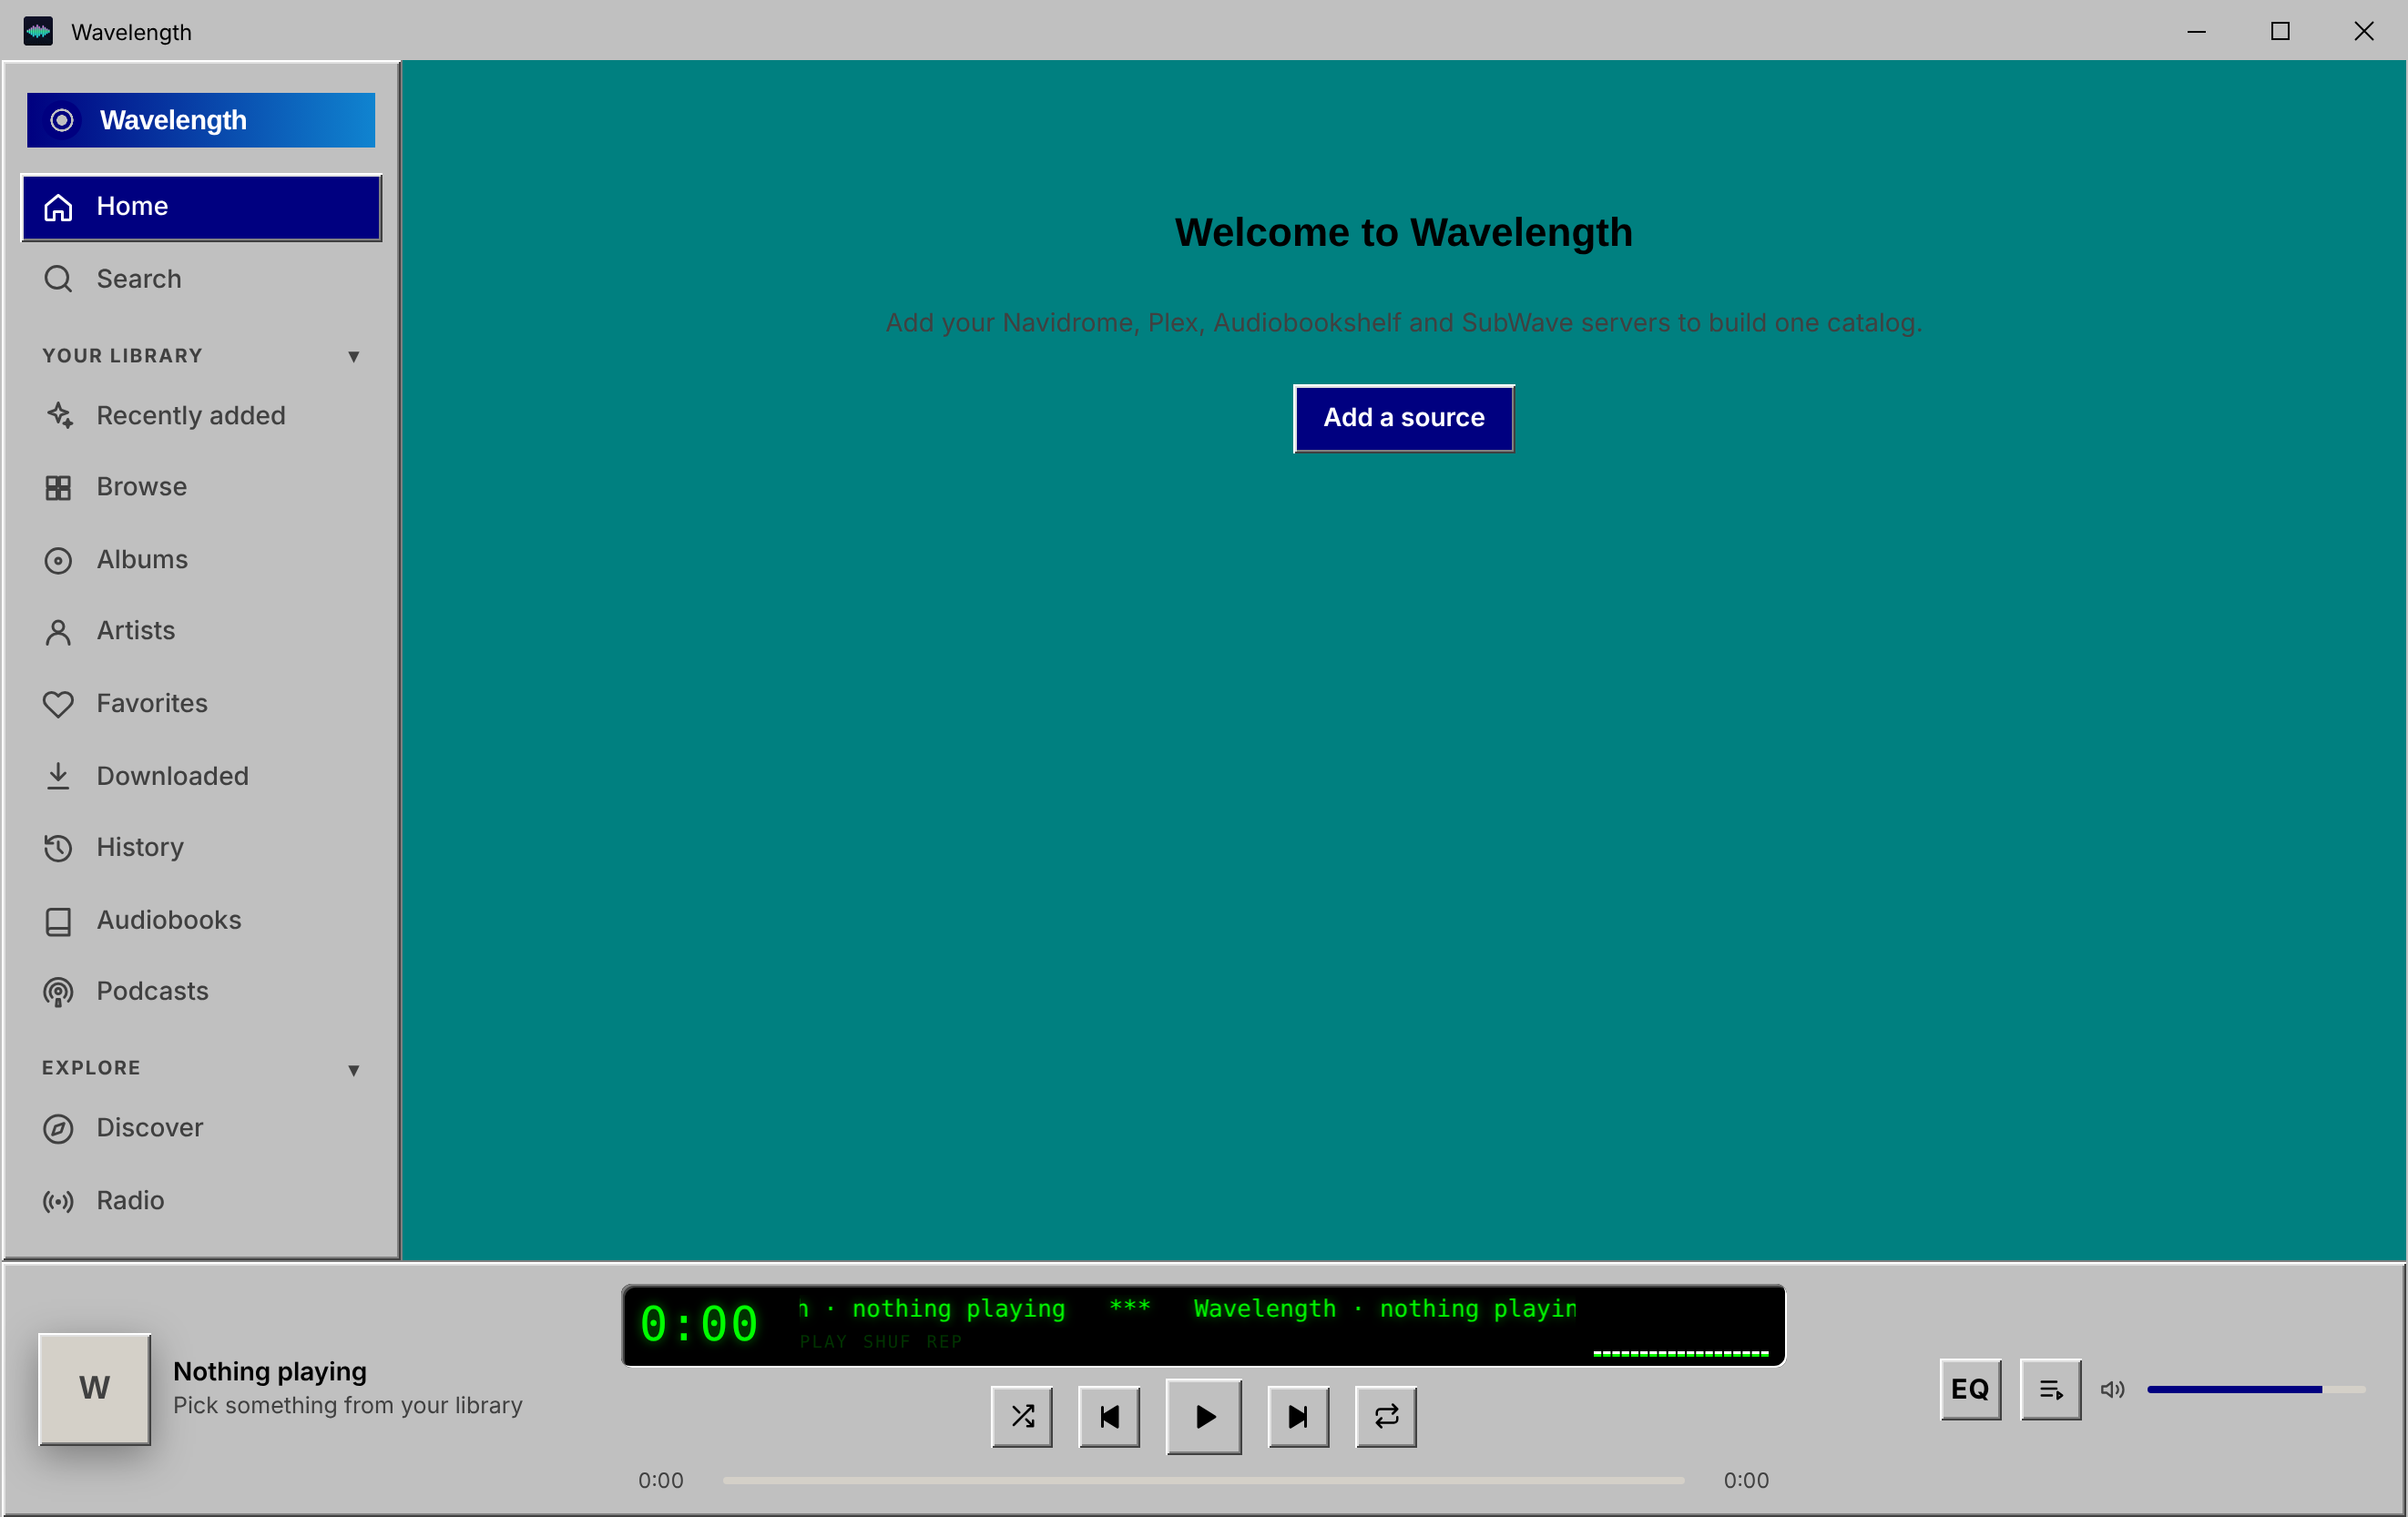 Wavelength
Wavelength
Home
Search
YOUR LIBRARY
Recently added
Browse
Albums
Artists
Favorites
Downloaded
History
Audiobooks
Podcasts
EXPLORE
Discover
Radio
Welcome to Wavelength
Add your Navidrome, Plex, Audiobookshelf and SubWave servers to build one catalog.
Add a source
W
Nothing playing
Pick something from your library
0:00
h · nothing playing *** Wavelength · nothing playin
PLAY SHUF REP
0:00
0:00
EQ